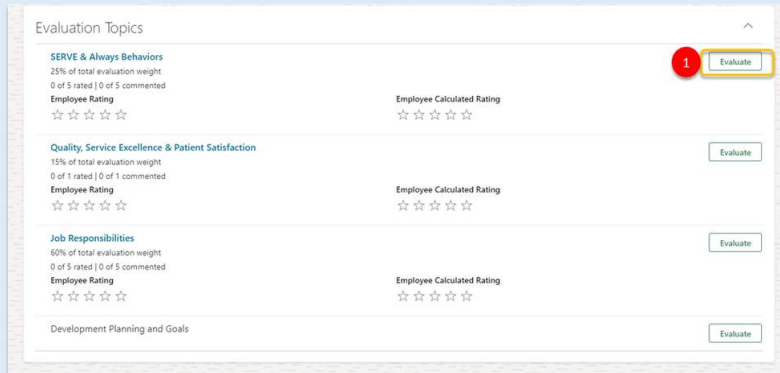 Evaluation Topics
SERVE & Always Behaviors
1
Evaluate
25% of total evaluation weight
0 of 5 rated | 0 of 5 commented
Employee Rating
Employee Calculated Rating
Quality, Service Excellence & Patient Satisfaction
Evaluate
15% of total evaluation weight
0 of 1 rated | 0 of 1 commented
Employee Rating
Employee Calculated Rating
Job Responsibilities
Evaluate
60% of total evaluation weight
0 of 5 rated | 0 of 5 commented
Employee Rating
Employee Calculated Rating
Development Planning and Goals
Evaluate